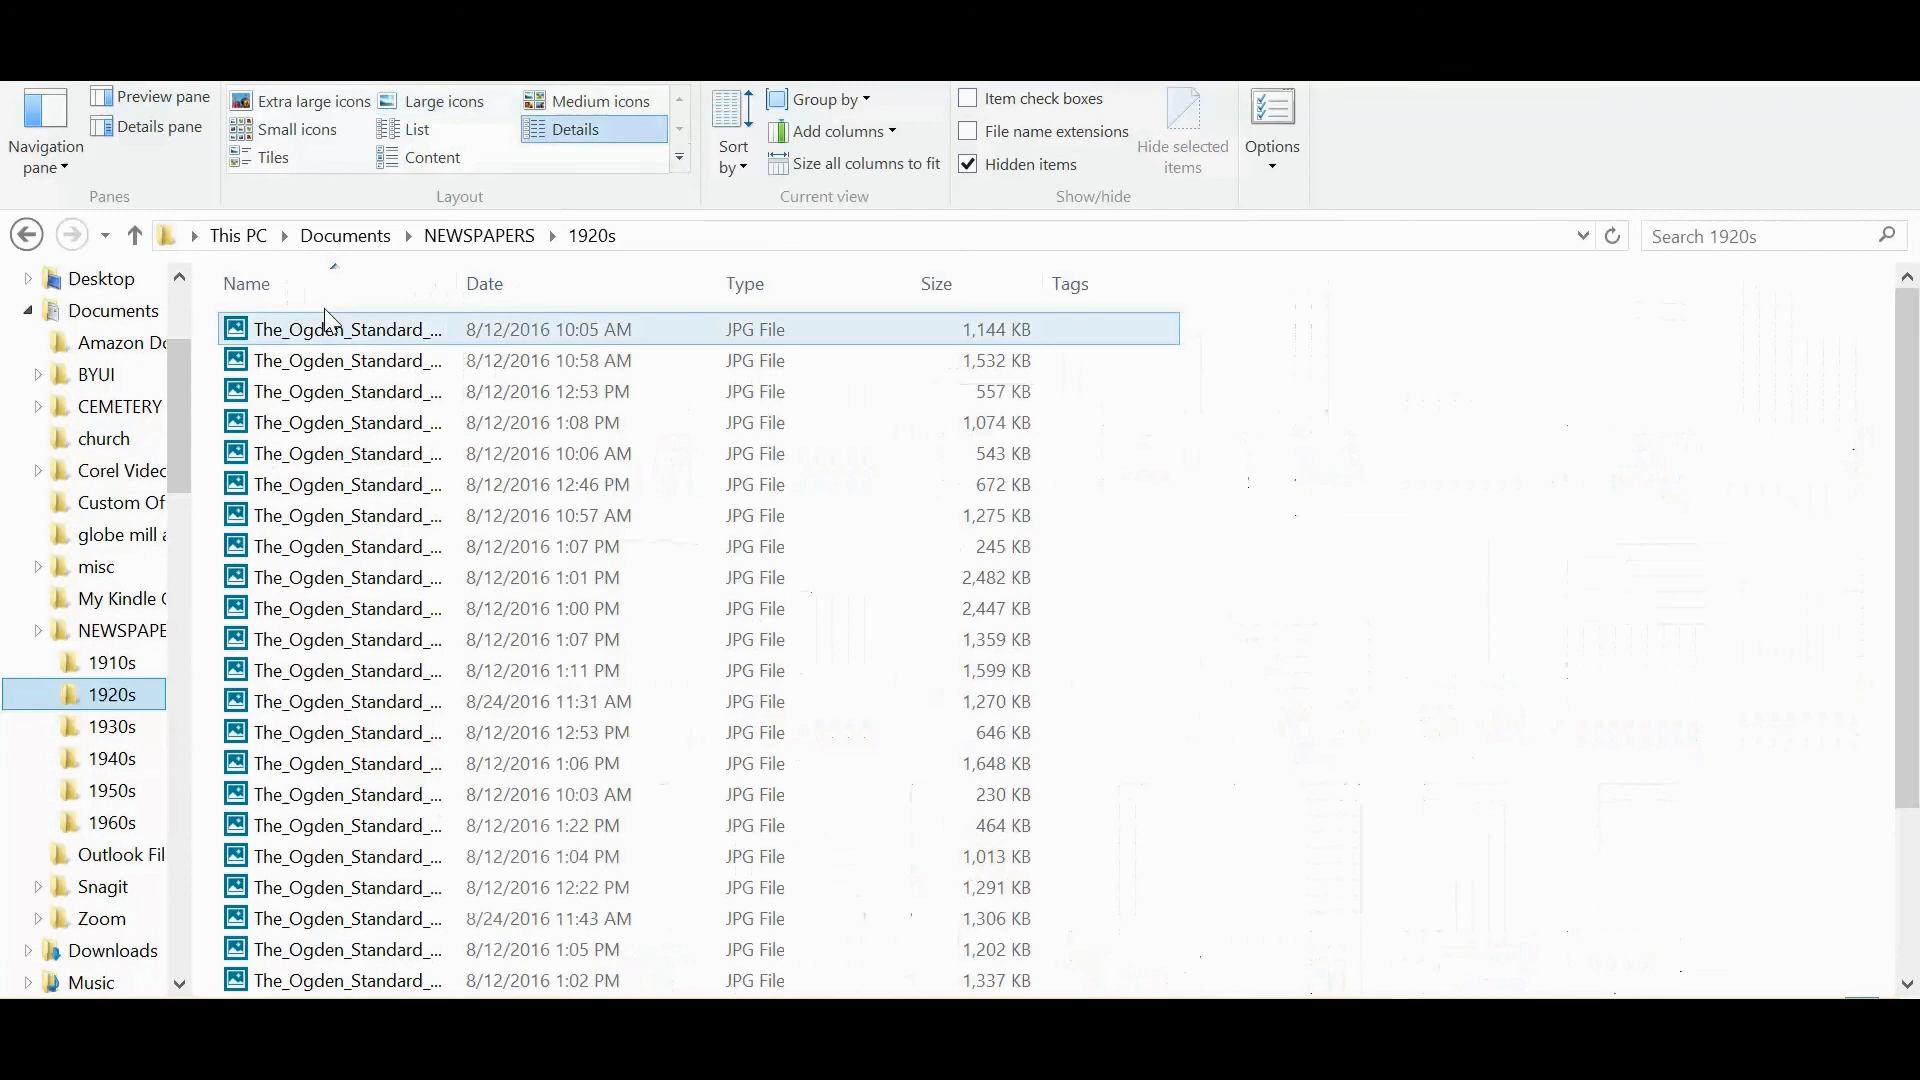 Preview pane
Details pane
Navigation pane
Panes
Extra large icons Large icons Medium icons
Small icons List Details
Tiles Content
Layout
Sort by
Group by
Add columns
Size all columns to fit
Current view
Item check boxes
File name extensions
Hidden items
Hide selected items
Show/hide
Options
This PC Documents NEWSPAPERS 1920s
Search 1920s
Desktop
Documents
Amazon Do
BYUI
CEMETERY
church
Corel Videc
Custom Of
globe mill a
misc
My Kindle C
NEWSPAPE
1910s
1920s
1930s
1940s
1950s
1960s
Outlook Fil
Snagit
Zoom
Downloads
Music
Name Date Type Size Tags
The_Ogden_Standard_... 8/12/2016 10:05 AM JPG File 1,144 KB
The_Ogden_Standard_... 8/12/2016 10:58 AM JPG File 1,532 KB
The_Ogden_Standard_... 8/12/2016 12:53 PM JPG File 557 KB
The_Ogden_Standard_... 8/12/2016 1:08 PM JPG File 1,074 KB
The_Ogden_Standard_... 8/12/2016 10:06 AM JPG File 543 KB
The_Ogden_Standard_... 8/12/2016 12:46 PM JPG File 672 KB
The_Ogden_Standard_... 8/12/2016 10:57 AM JPG File 1,275 KB
The_Ogden_Standard_... 8/12/2016 1:07 PM JPG File 245 KB
The_Ogden_Standard_... 8/12/2016 1:01 PM JPG File 2,482 KB
The_Ogden_Standard_... 8/12/2016 1:00 PM JPG File 2,447 KB
The_Ogden_Standard_... 8/12/2016 1:07 PM JPG File 1,359 KB
The_Ogden_Standard_... 8/12/2016 1:11 PM JPG File 1,599 KB
The_Ogden_Standard_... 8/24/2016 11:31 AM JPG File 1,270 KB
The_Ogden_Standard_... 8/12/2016 12:53 PM JPG File 646 KB
The_Ogden_Standard_... 8/12/2016 1:06 PM JPG File 1,648 KB
The_Ogden_Standard_... 8/12/2016 10:03 AM JPG File 230 KB
The_Ogden_Standard_... 8/12/2016 1:22 PM JPG File 464 KB
The_Ogden_Standard_... 8/12/2016 1:04 PM JPG File 1,013 KB
The_Ogden_Standard_... 8/12/2016 12:22 PM JPG File 1,291 KB
The_Ogden_Standard_... 8/24/2016 11:43 AM JPG File 1,306 KB
The_Ogden_Standard_... 8/12/2016 1:05 PM JPG File 1,202 KB
The_Ogden_Standard_... 8/12/2016 1:02 PM JPG File 1,337 KB